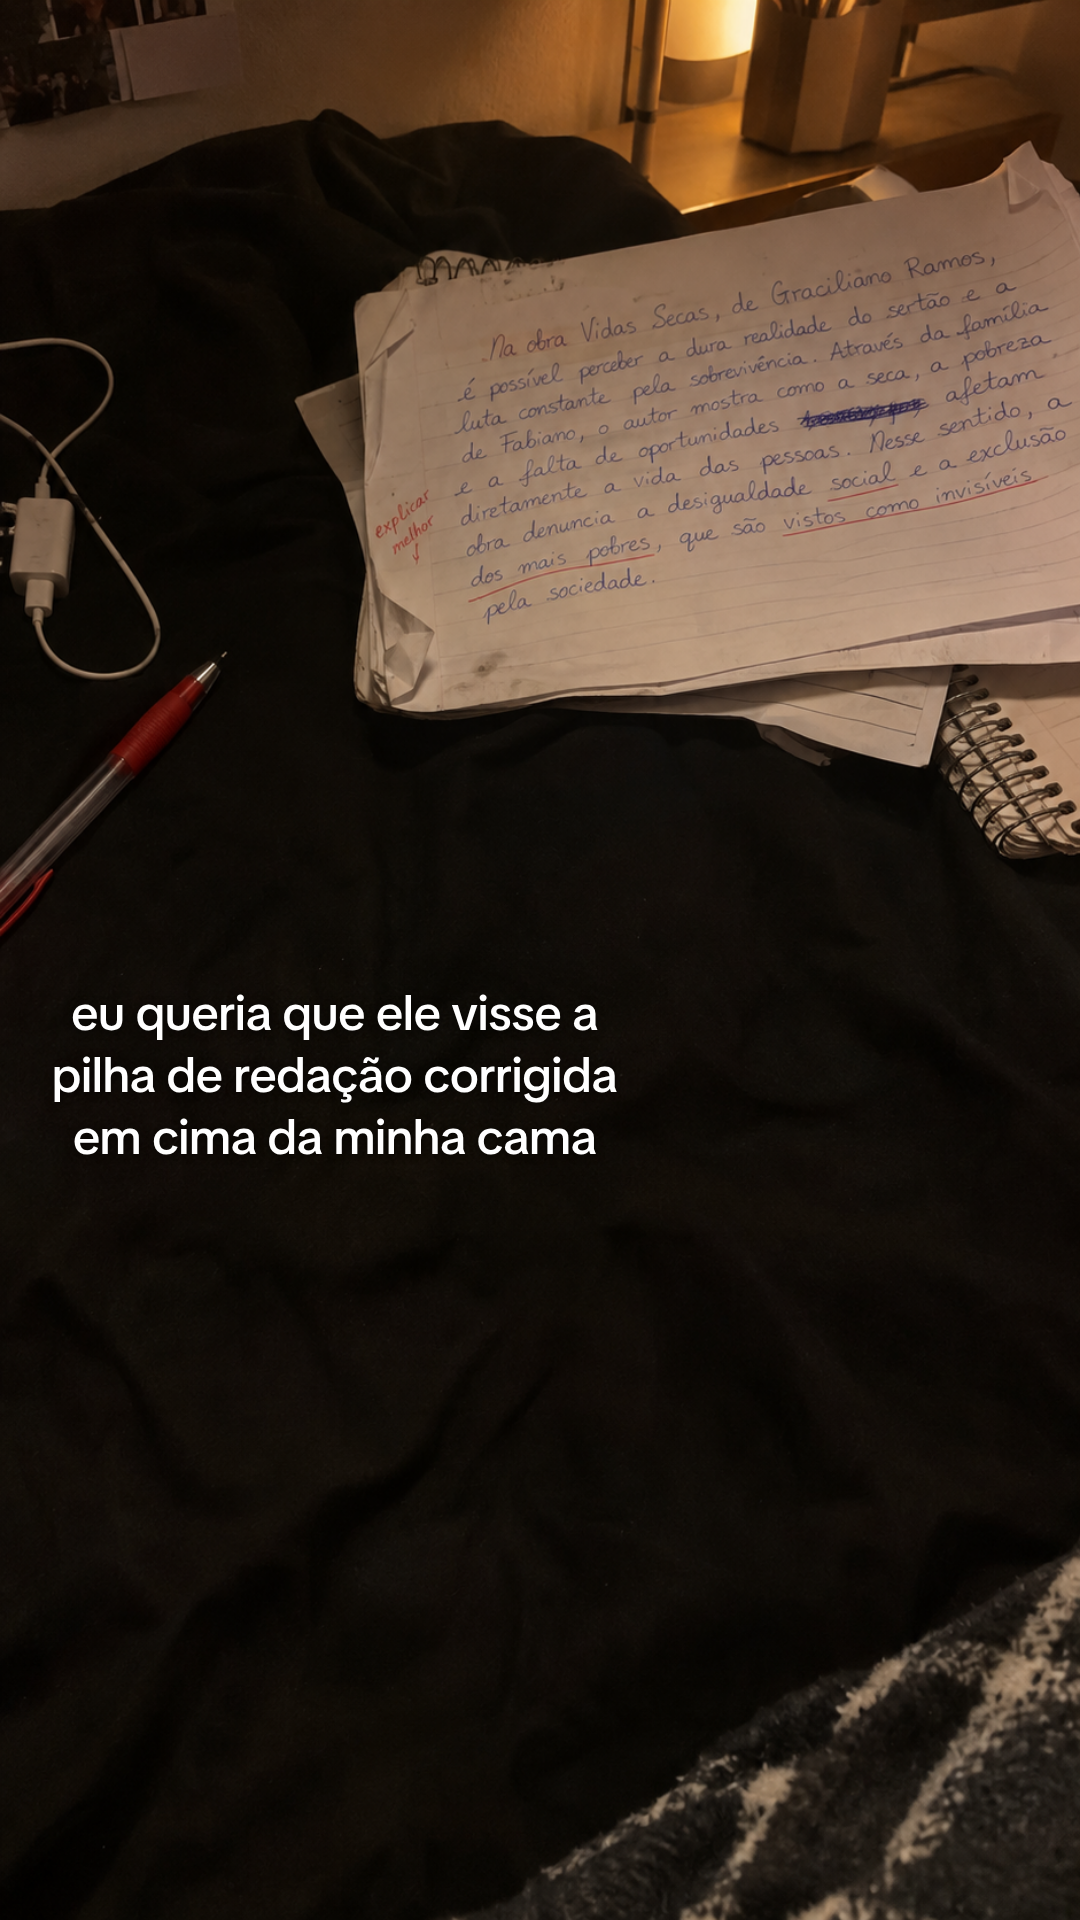 Na obra Vidas Secas, de Graciliano Ramos,
é possível perceber a dura realidade do sertão e a
luta constante pela sobrevivência. Através da família
de Fabiano, o autor mostra como a seca, a pobreza
e a falta de oportunidades afetam
diretamente a vida das pessoas. Nesse sentido, a
obra denuncia a desigualdade social e a exclusão
dos mais pobres, que são vistos como invisíveis
pela sociedade.
explicar
melhor
eu queria que ele visse a
pilha de redação corrigida
em cima da minha cama